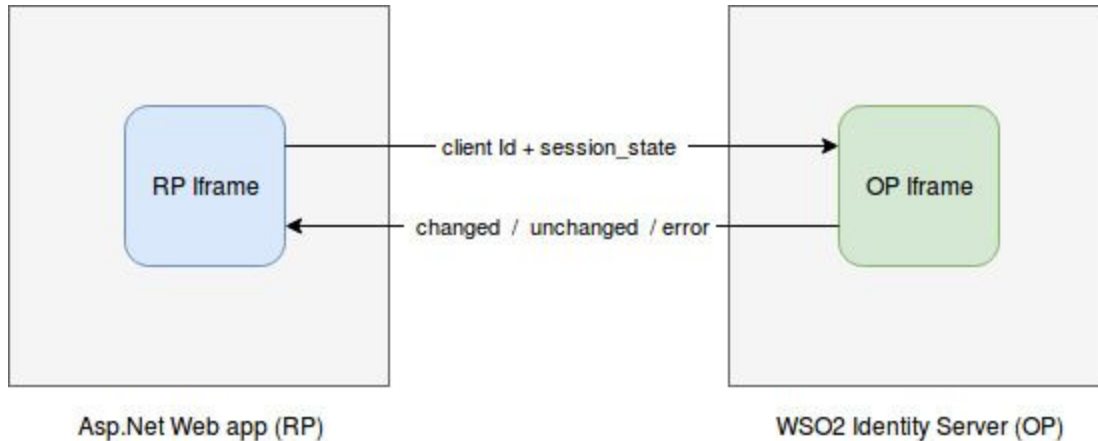 client Id + session_state
RP Iframe
OP Iframe
changed / unchanged / error
Asp.Net Web app (RP)
WSO2 Identity Server (OP)